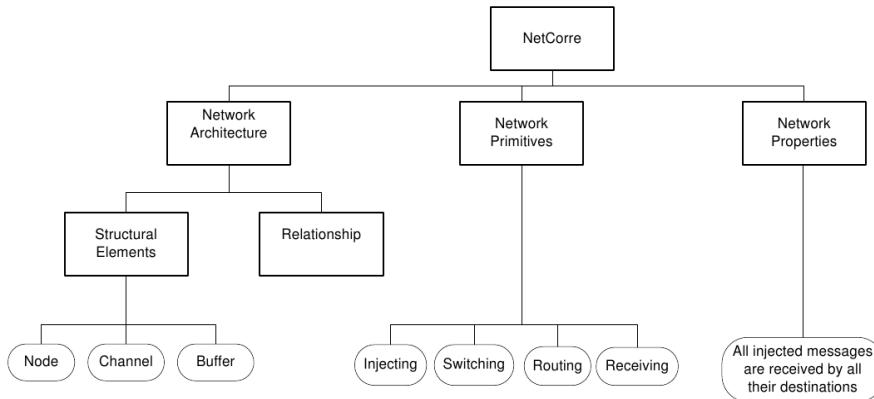 NetCorre
Network
Architecture
Network
Primitives
Network
Properties
Structural
Elements
Relationship
Node
Channel
Buffer
Injecting
Switching
Routing
Receiving
All injected messages
are received by all
their destinations